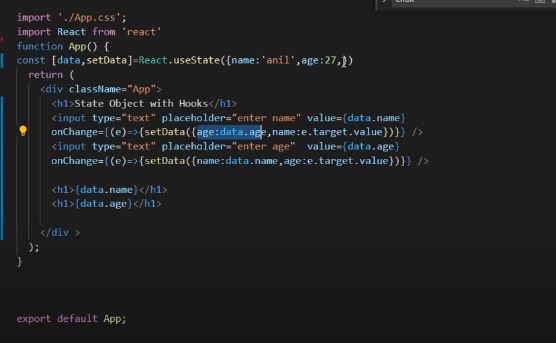 click
import './App.css';
import React from 'react'
function App() {
const [data,setData]=React.useState({name:'anil',age:27,})
return (
<div className="App">
<h1>State Object with Hooks</h1>
<input type="text" placeholder="enter name" value={data.name}
onChange={(e)=>{setData({age:data.age,name:e.target.value})}} />
<input type="text" placeholder="enter age"  value={data.age}
onChange={(e)=>{setData({name:data.name,age:e.target.value})}} />
<h1>{data.name}</h1>
<h1>{data.age}</h1>
</div >
);
}
export default App;